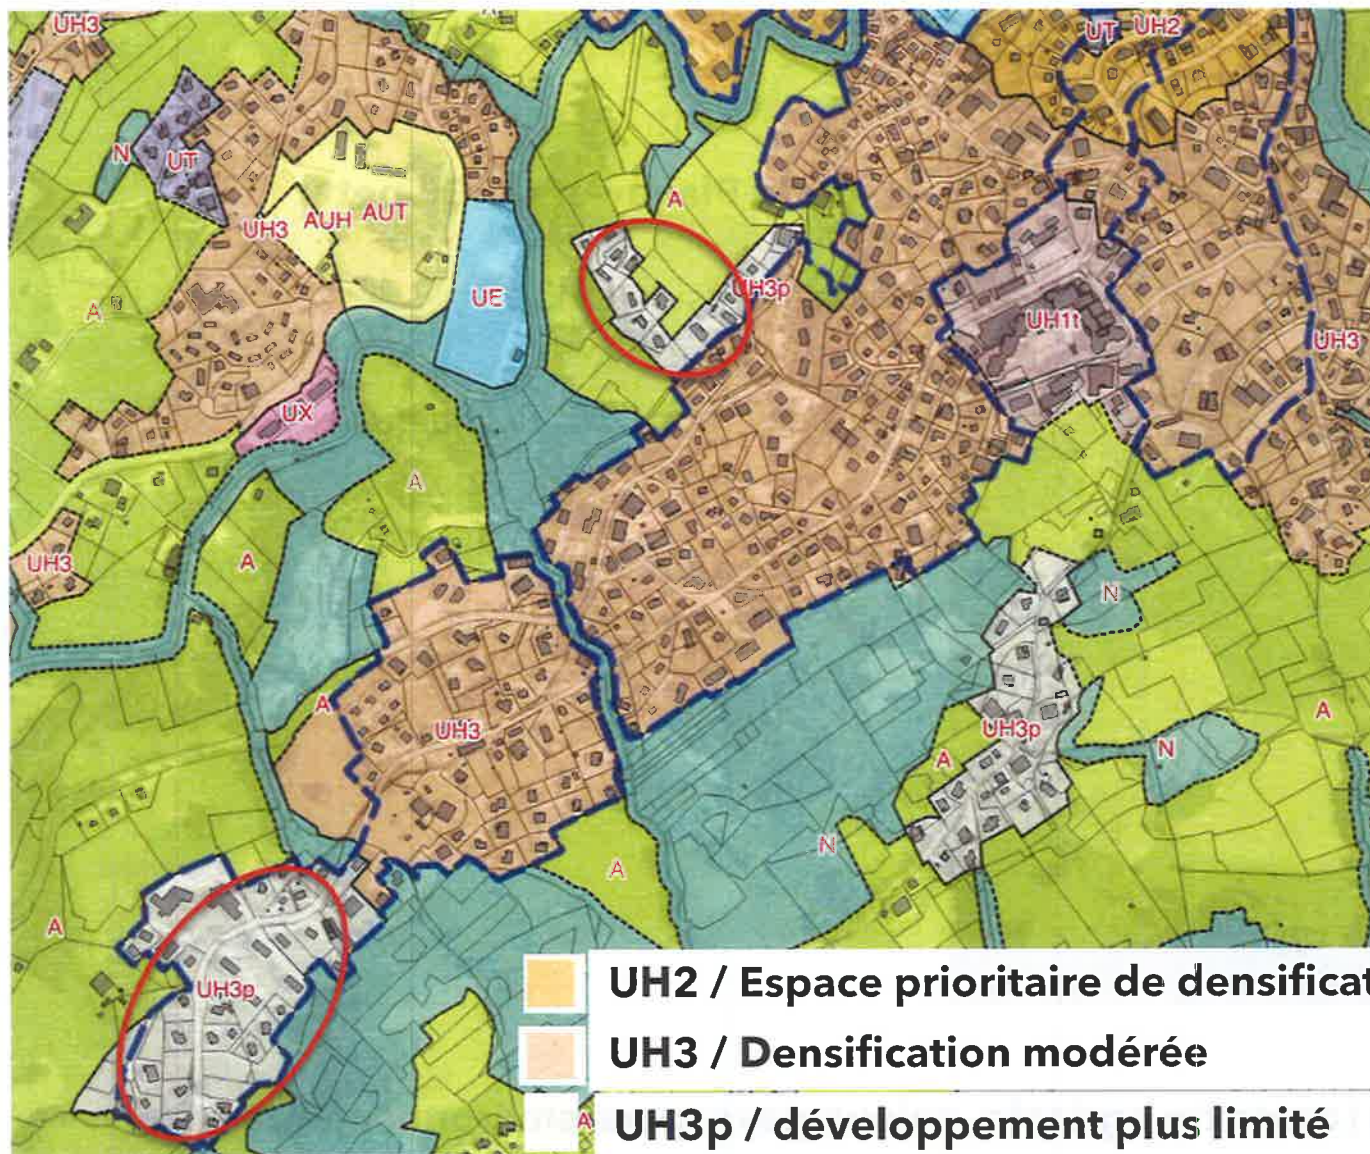 UH3
UT
UH2
N
UT
A
UH3
AUH
AUT
UE
UH3p
A
UH1t
UH3
UX
A
A
UH3
N
A
UH3
UH3p
A
A
N
N
A
A
UH3p
UH2 / Espace prioritaire de densificat
UH3 / Densification modérée
A
UH3p / développement plus limité